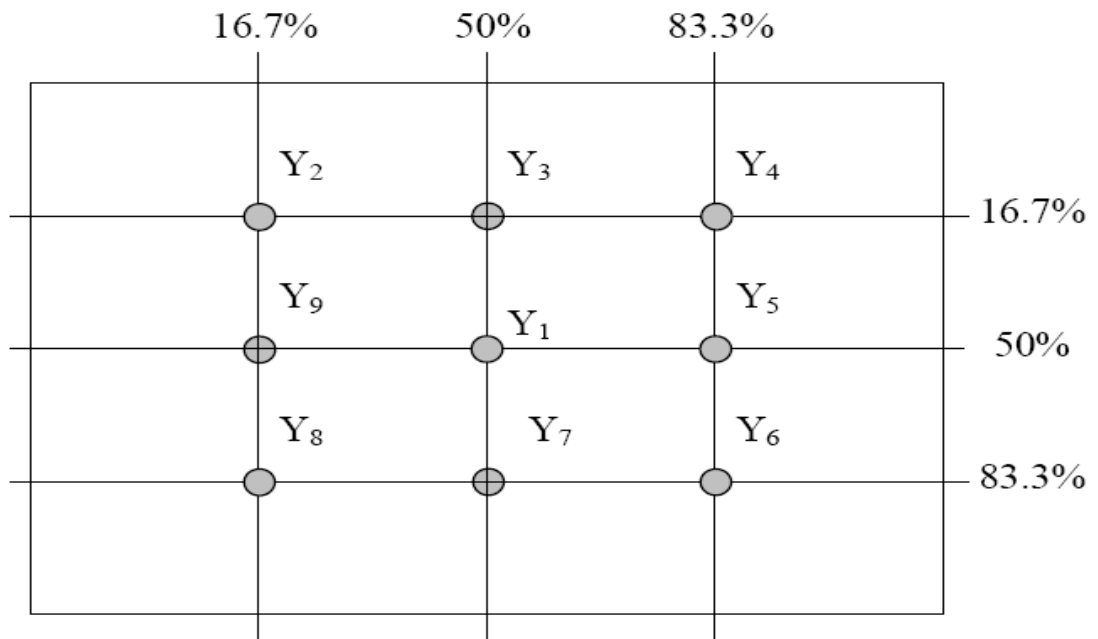 16.7% 50% 83.3%
Y₂ Y₃ Y₄
16.7%
Y₉ Y₁ Y₅
50%
Y₈ Y₇ Y₆
83.3%